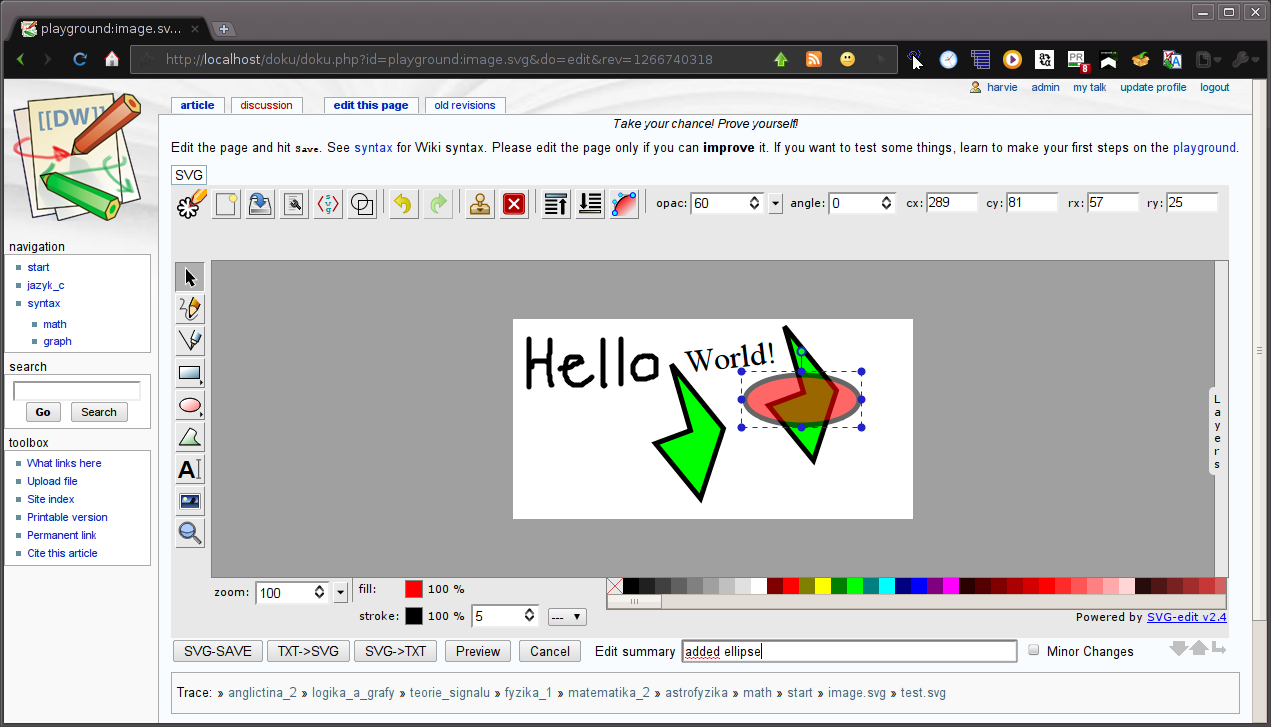 playground:image.sv...
http://localhost/doku/doku.php?id=playground:image.svg&do=edit&rev=1266740318
PR 8
harvie admin my talk update profile logout
[[DW]]
article discussion edit this page old revisions
Take your chance! Prove yourself!
Edit the page and hit Save. See syntax for Wiki syntax. Please edit the page only if you can improve it. If you want to test some things, learn to make your first steps on the playground.
SVG
opac: 60 angle: 0 cx: 289 cy: 81 rx: 57 ry: 25
navigation
start
jazyk_c
syntax
math
graph
search
Go Search
toolbox
What links here
Upload file
Site index
Printable version
Permanent link
Cite this article
A
Hello World!
Layers
zoom: 100 fill: 100 %
stroke: 100 % 5 ---
Powered by SVG-edit v2.4
SVG-SAVE TXT->SVG SVG->TXT Preview Cancel Edit summary added ellipse Minor Changes
Trace: » anglictina_2 » logika_a_grafy » teorie_signalu » fyzika_1 » matematika_2 » astrofyzika » math » start » image.svg » test.svg